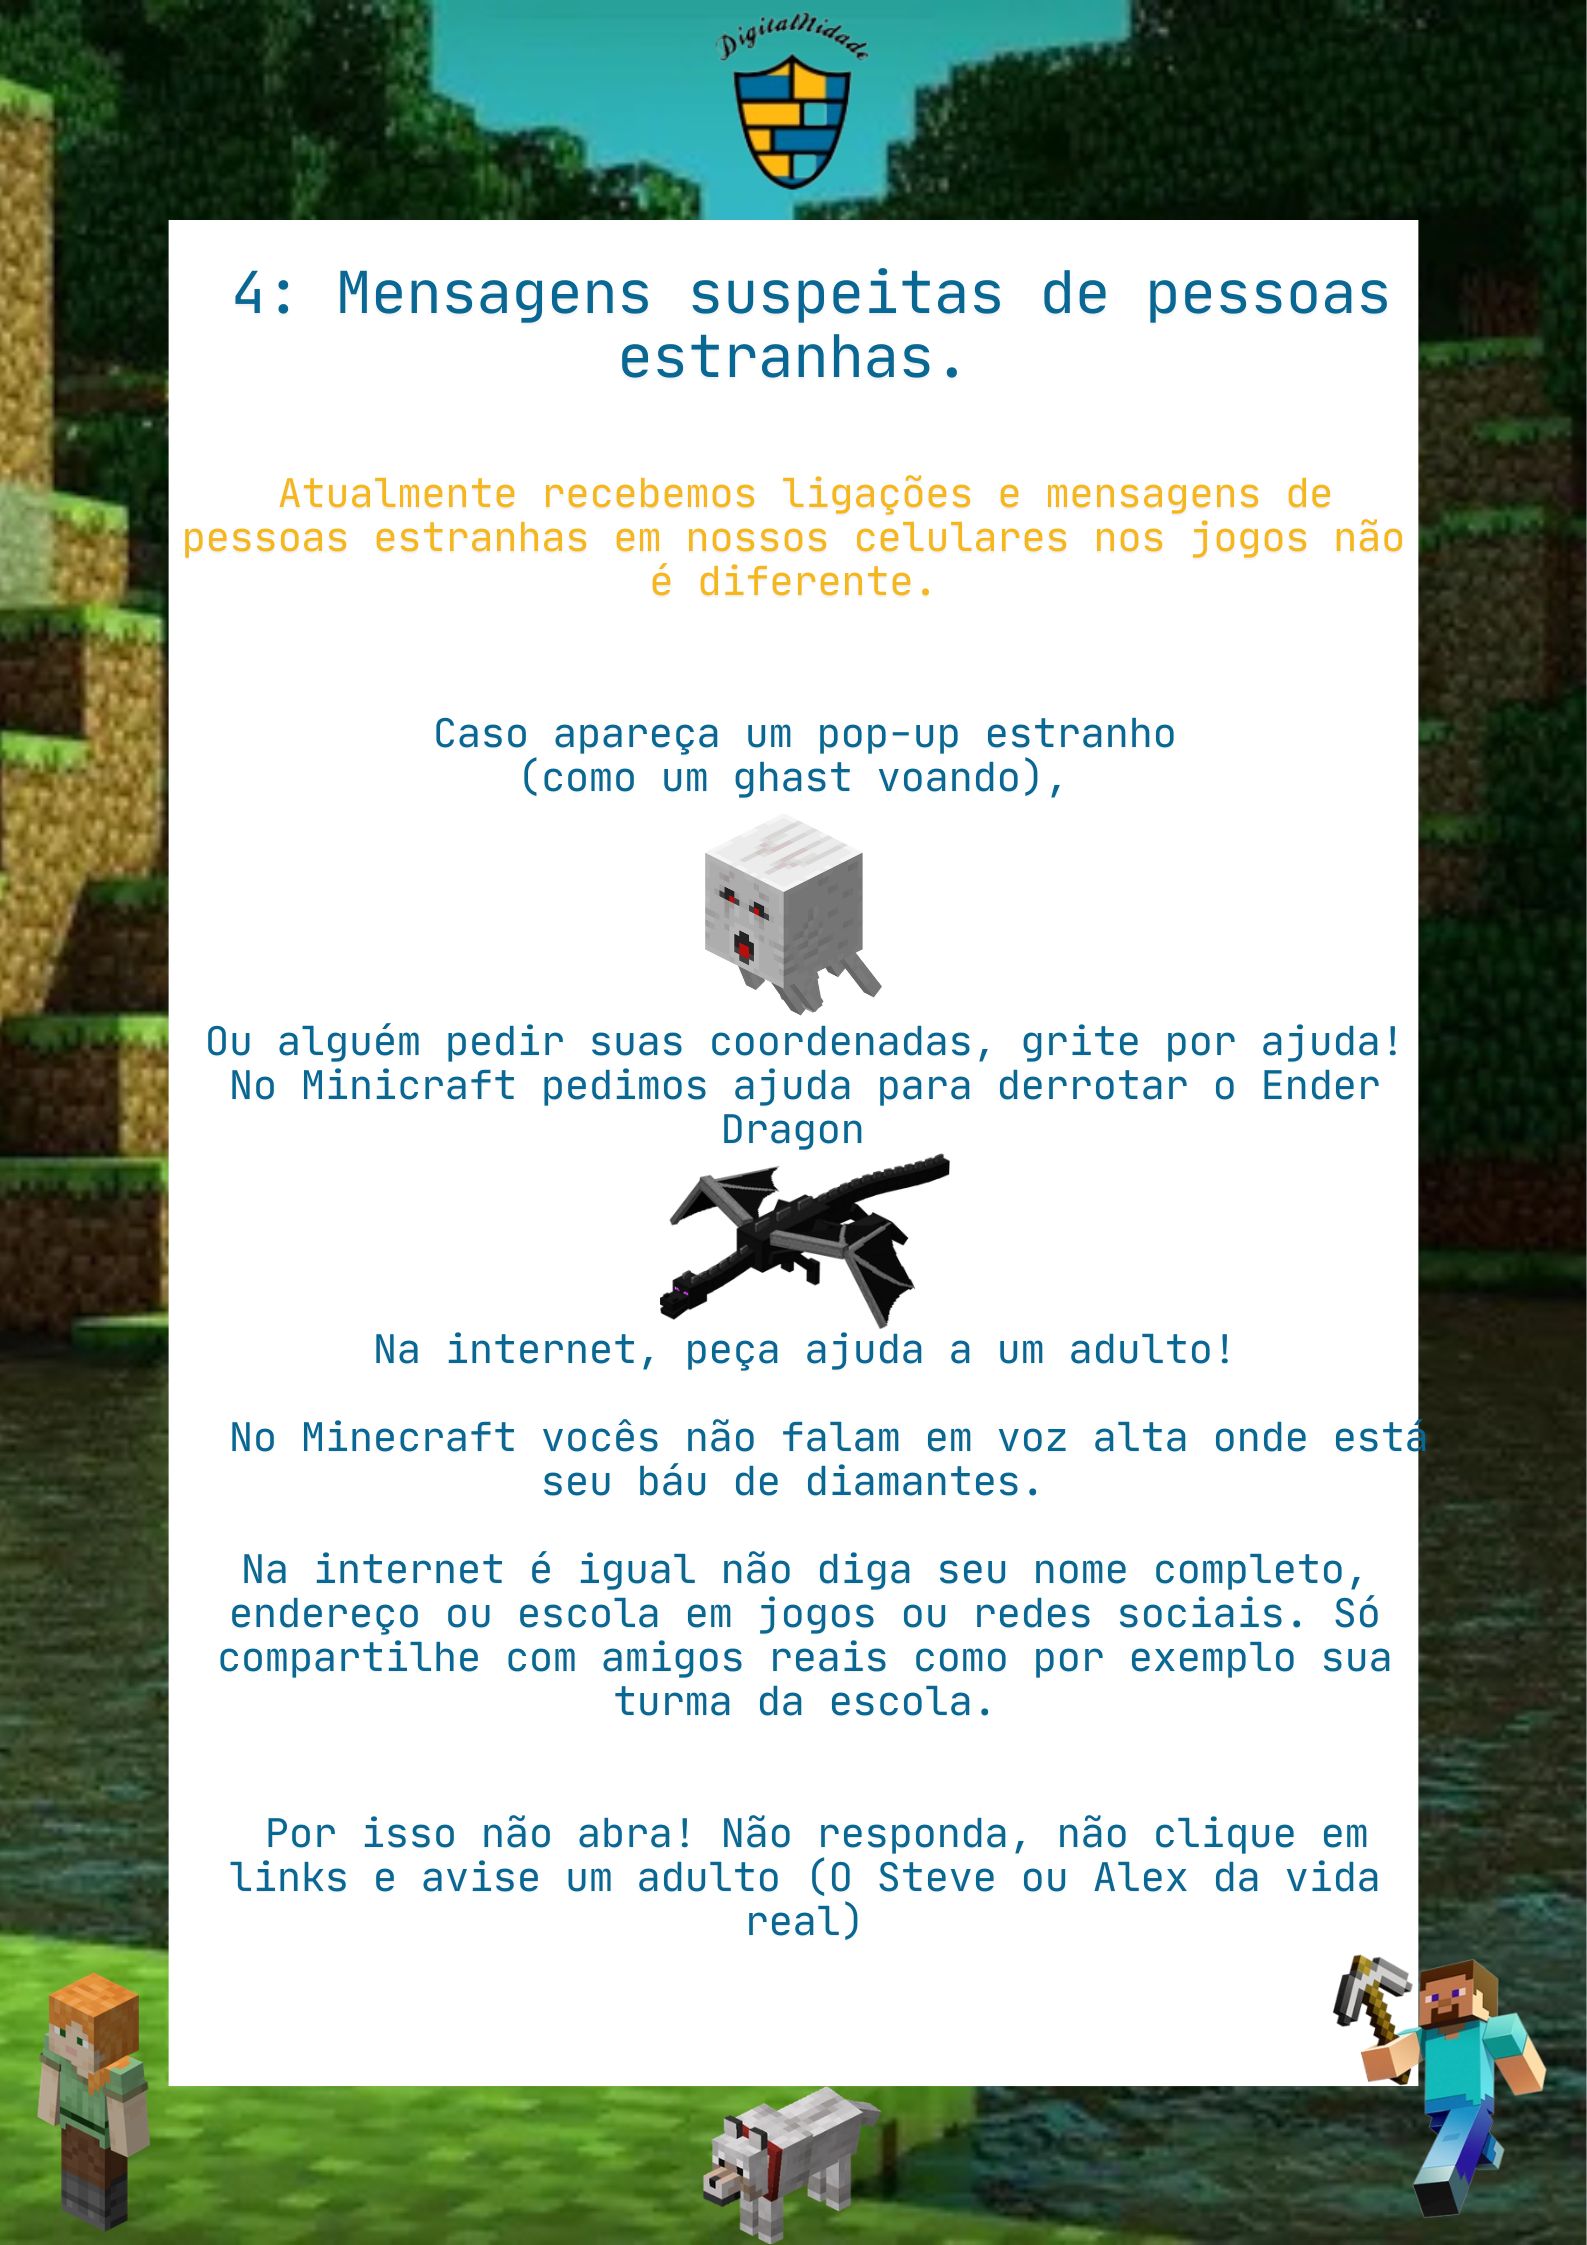 DigitalNidade
4: Mensagens suspeitas de pessoas
estranhas.
Atualmente recebemos ligações e mensagens de
pessoas estranhas em nossos celulares nos jogos não
é diferente.
Caso apareça um pop-up estranho
(como um ghast voando),
Ou alguém pedir suas coordenadas, grite por ajuda!
No Minicraft pedimos ajuda para derrotar o Ender
Dragon
Na internet, peça ajuda a um adulto!
No Minecraft vocês não falam em voz alta onde está
seu báu de diamantes.
Na internet é igual não diga seu nome completo,
endereço ou escola em jogos ou redes sociais. Só
compartilhe com amigos reais como por exemplo sua
turma da escola.
Por isso não abra! Não responda, não clique em
links e avise um adulto (O Steve ou Alex da vida
real)